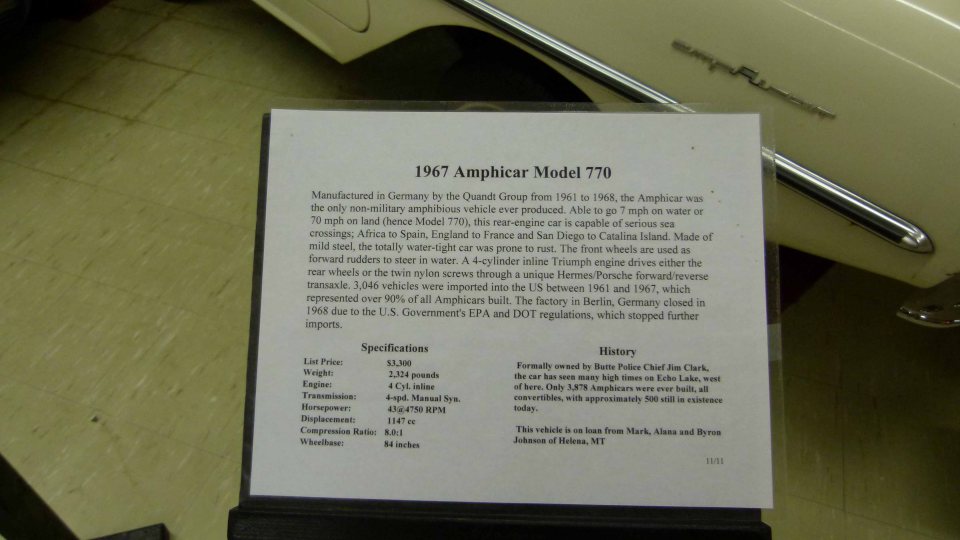 amphicar
1967 Amphicar Model 770
Manufactured in Germany by the Quandt Group from 1961 to 1968, the Amphicar was
the only non-military amphibious vehicle ever produced. Able to go 7 mph on water or
70 mph on land (hence Model 770), this rear-engine car is capable of serious sea
crossings; Africa to Spain, England to France and San Diego to Catalina Island. Made of
mild steel, the totally water-tight car was prone to rust. The front wheels are used as
forward rudders to steer in water. A 4-cylinder inline Triumph engine drives either the
rear wheels or the twin nylon screws through a unique Hermes/Porsche forward/reverse
transaxle. 3,046 vehicles were imported into the US between 1961 and 1967, which
represented over 90% of all Amphicars built. The factory in Berlin, Germany closed in
1968 due to the U.S. Government's EPA and DOT regulations, which stopped further
imports.
Specifications
List Price: $3,300
Weight: 2,324 pounds
Engine: 4 Cyl. inline
Transmission: 4-spd. Manual Syn.
Horsepower: 43@4750 RPM
Displacement: 1147 cc
Compression Ratio: 8.0:1
Wheelbase: 84 inches
History
Formally owned by Butte Police Chief Jim Clark,
the car has seen many high times on Echo Lake, west
of here. Only 3,878 Amphicars were ever built, all
convertibles, with approximately 500 still in existence
today.
This vehicle is on loan from Mark, Alana and Byron
Johnson of Helena, MT
11/11